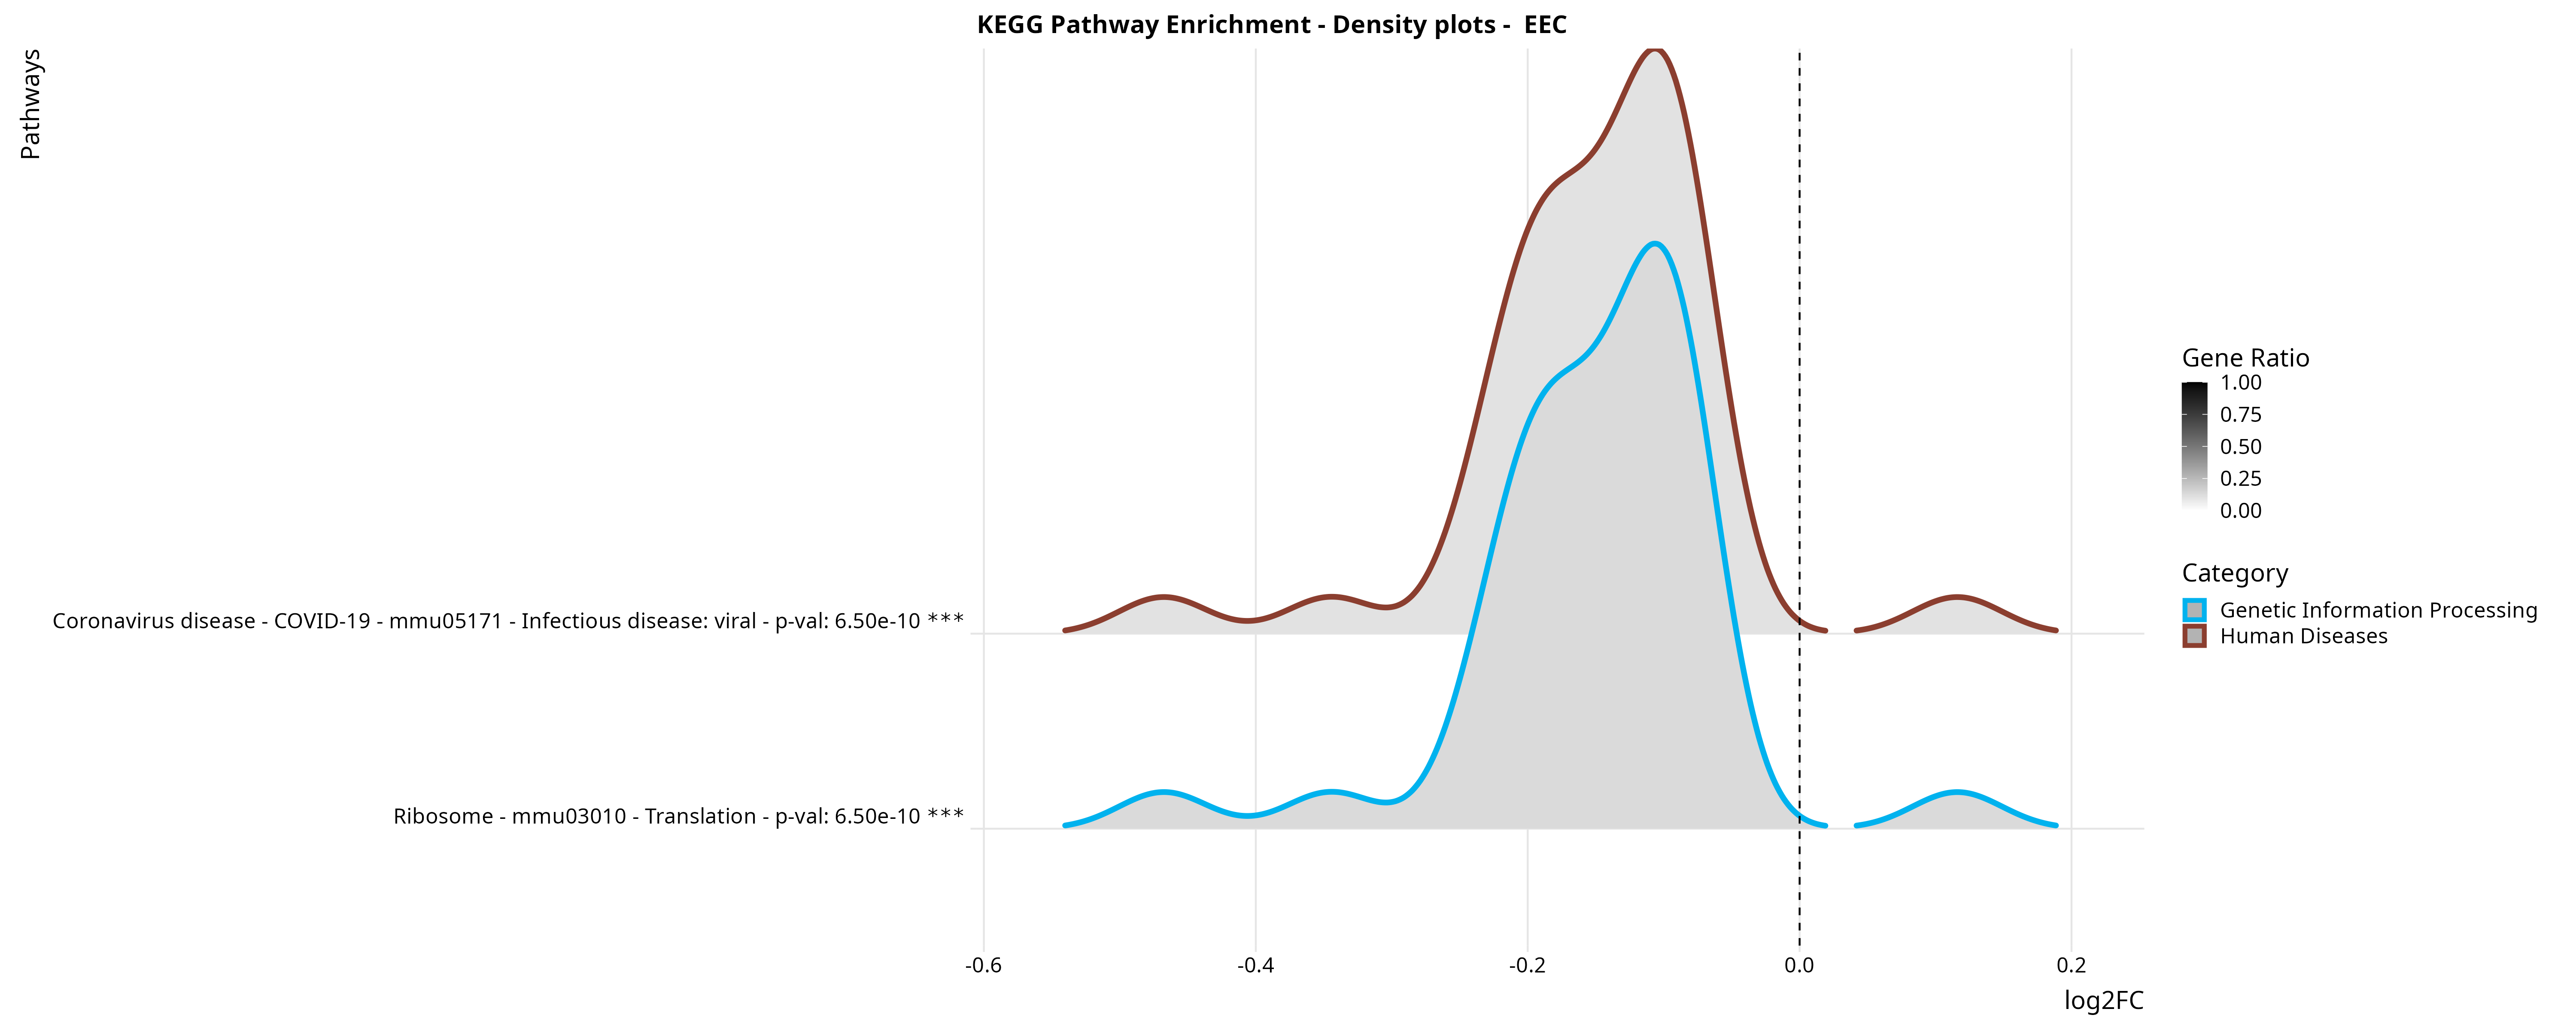 KEGG Pathway Enrichment - Density plots -  EEC
Pathways
Coronavirus disease - COVID-19 - mmu05171 - Infectious disease: viral - p-val: 6.50e-10 ***
Ribosome - mmu03010 - Translation - p-val: 6.50e-10 ***
-0.6
-0.4
-0.2
0.0
0.2
log2FC
Gene Ratio
1.00
0.75
0.50
0.25
0.00
Category
Genetic Information Processing
Human Diseases